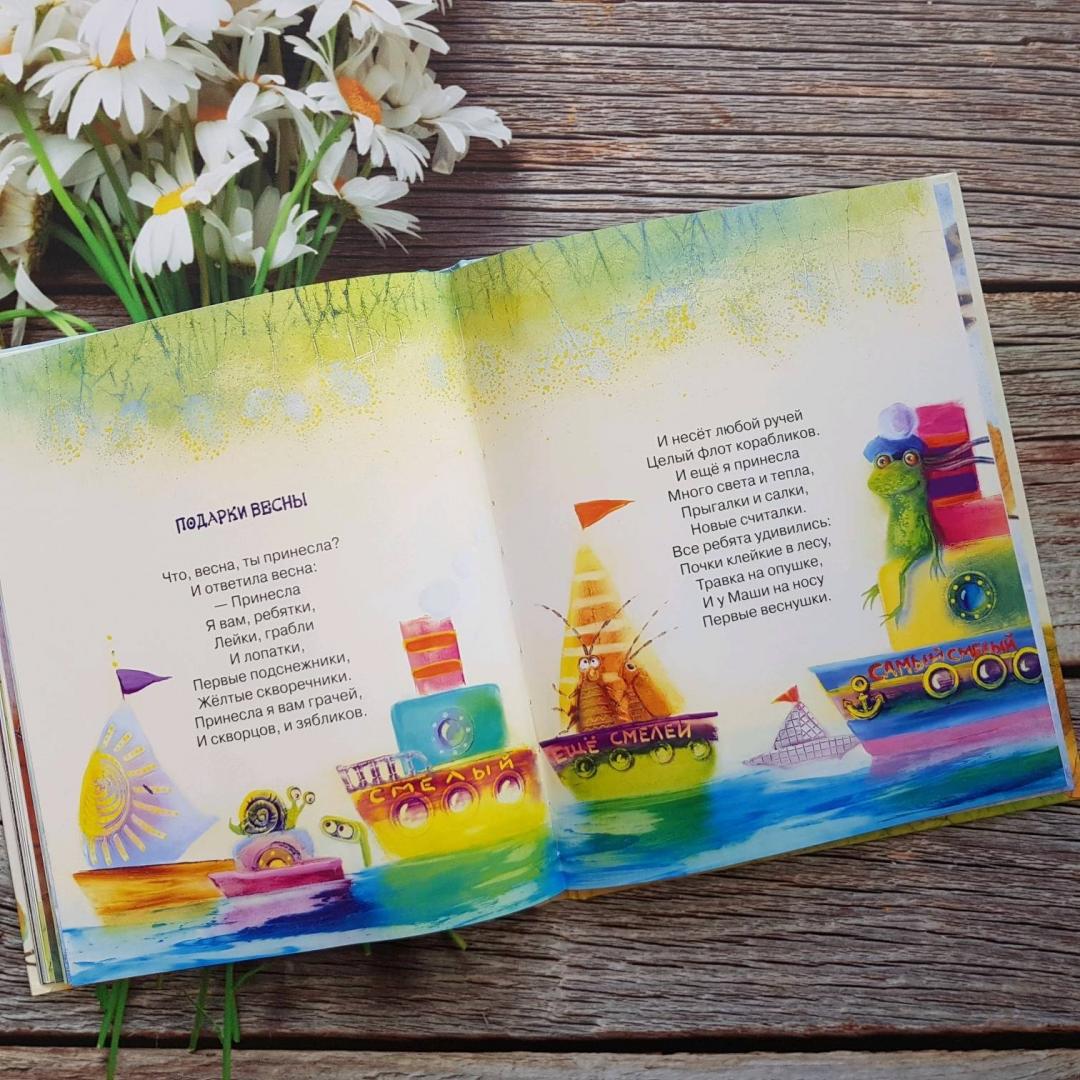 ПОДАРКИ ВЕСНЫ
Что, весна, ты принесла?
И ответила весна:
— Принесла
Я вам, ребятки,
Лейки, грабли
И лопатки,
Первые подснежники,
Жёлтые скворечники.
Принесла я вам грачей,
И скворцов, и зябликов.
СМЕЛЫЙ
И несёт любой ручей
Целый флот корабликов.
И ещё я принесла
Много света и тепла,
Прыгалки и салки,
Новые считалки.
Все ребята удивились:
Почки клейкие в лесу,
Травка на опушке,
И у Маши на носу
Первые веснушки.
ЕЩЁ СМЕЛЕЙ
САМЫЙ СМЕЛЫЙ